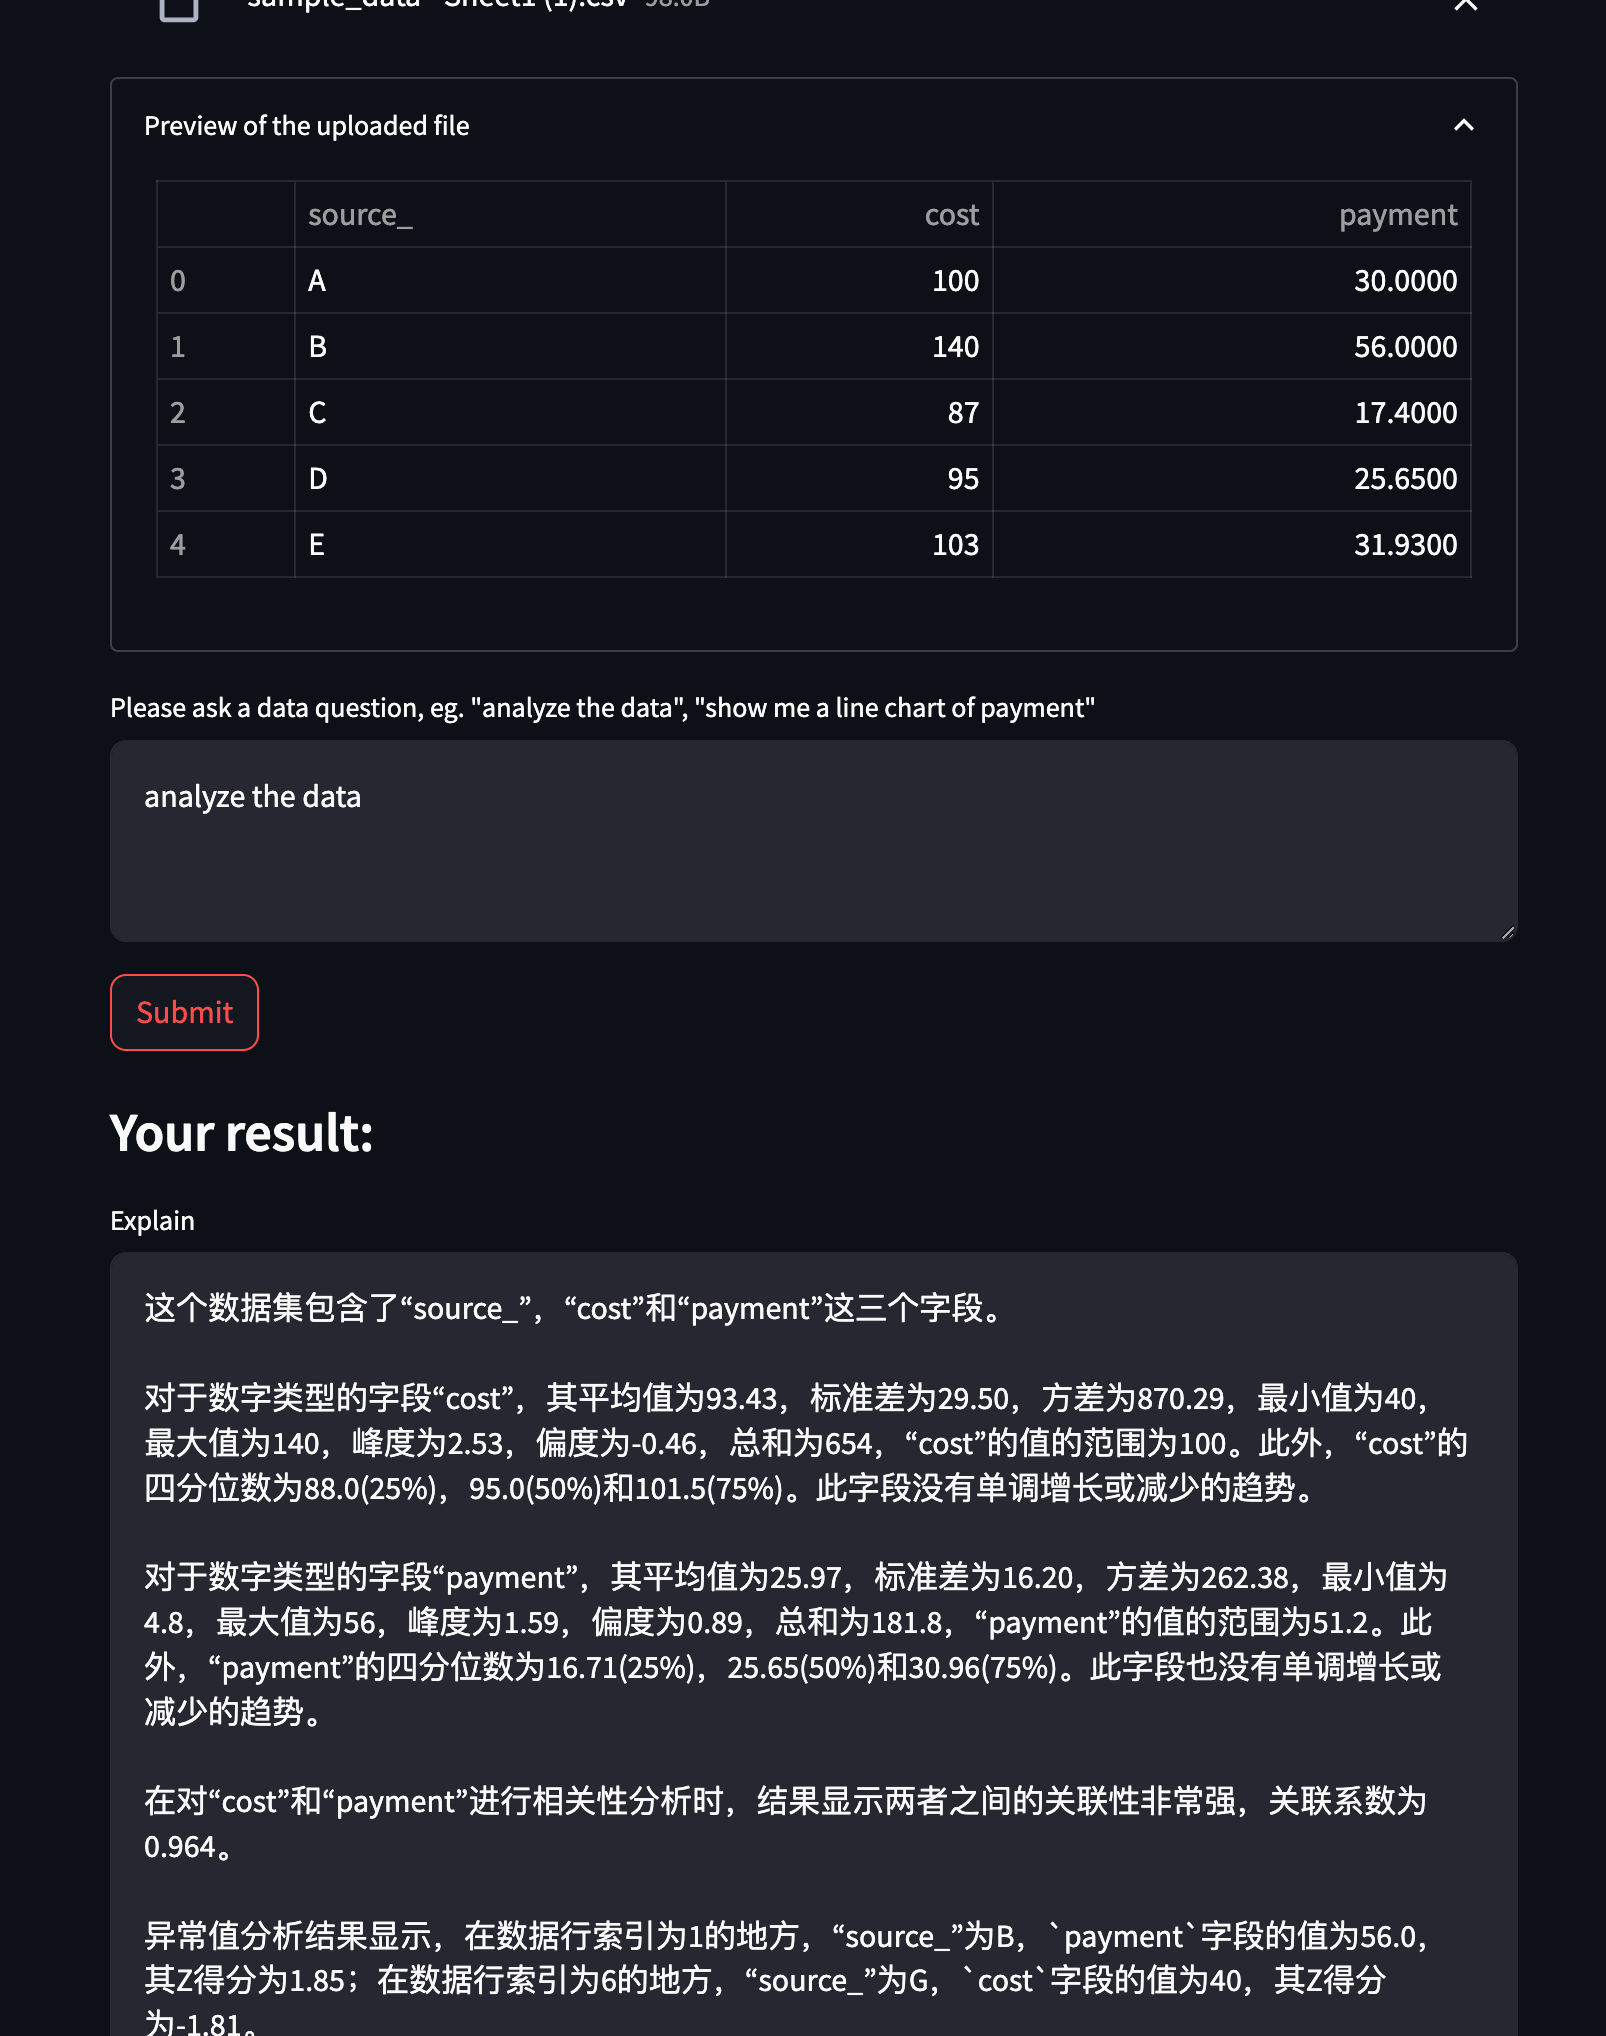 sample_data - Sheet1 (1).csv 98.0B
Preview of the uploaded file
source_ cost payment
0 A 100 30.0000
1 B 140 56.0000
2 C 87 17.4000
3 D 95 25.6500
4 E 103 31.9300
Please ask a data question, eg. "analyze the data", "show me a line chart of payment"
analyze the data
Submit
Your result:
Explain
这个数据集包含了“source_”，“cost”和“payment”这三个字段。
对于数字类型的字段“cost”，其平均值为93.43，标准差为29.50，方差为870.29，最小值为40，
最大值为140，峰度为2.53，偏度为-0.46，总和为654，“cost”的值的范围为100。此外，“cost”的
四分位数为88.0(25%)，95.0(50%)和101.5(75%)。此字段没有单调增长或减少的趋势。
对于数字类型的字段“payment”，其平均值为25.97，标准差为16.20，方差为262.38，最小值为
4.8，最大值为56，峰度为1.59，偏度为0.89，总和为181.8，“payment”的值的范围为51.2。此
外，“payment”的四分位数为16.71(25%)，25.65(50%)和30.96(75%)。此字段也没有单调增长或
减少的趋势。
在对“cost”和“payment”进行相关性分析时，结果显示两者之间的关联性非常强，关联系数为
0.964。
异常值分析结果显示，在数据行索引为1的地方，“source_”为B，`payment`字段的值为56.0，
其Z得分为1.85；在数据行索引为6的地方，“source_”为G，`cost`字段的值为40，其Z得分
为-1.81。